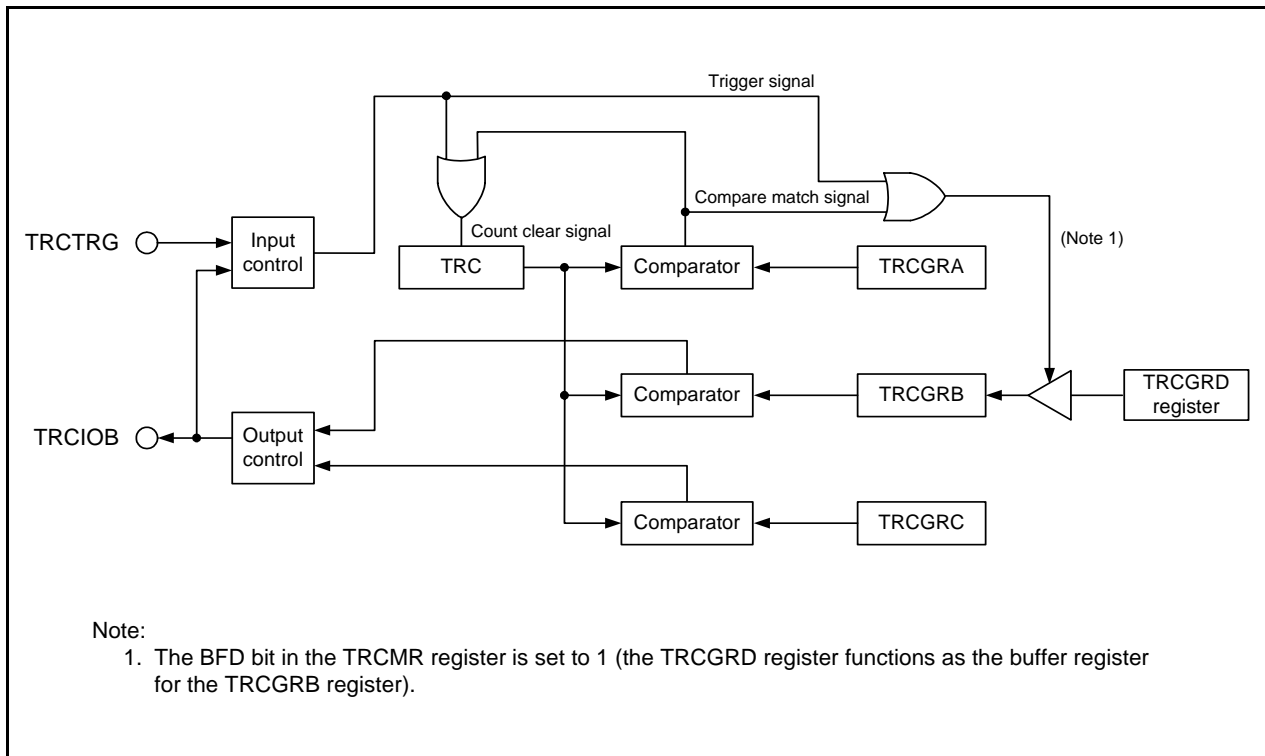 Trigger signal
Compare match signal
TRCTRG
Input
control
Count clear signal
(Note 1)
TRC
Comparator
TRCGRA
Comparator
TRCGRB
TRCGRD
register
TRCIOB
Output
control
Comparator
TRCGRC
Note:
1. The BFD bit in the TRCMR register is set to 1 (the TRCGRD register functions as the buffer register
for the TRCGRB register).